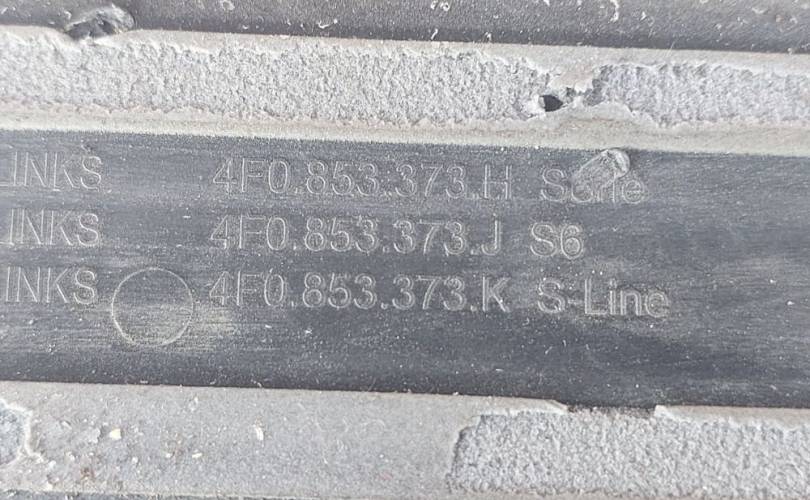 LINKS 4F0.853.373.H Serie
LINKS 4F0.853.373.J S6
LINKS 4F0.853.373.K S-Line